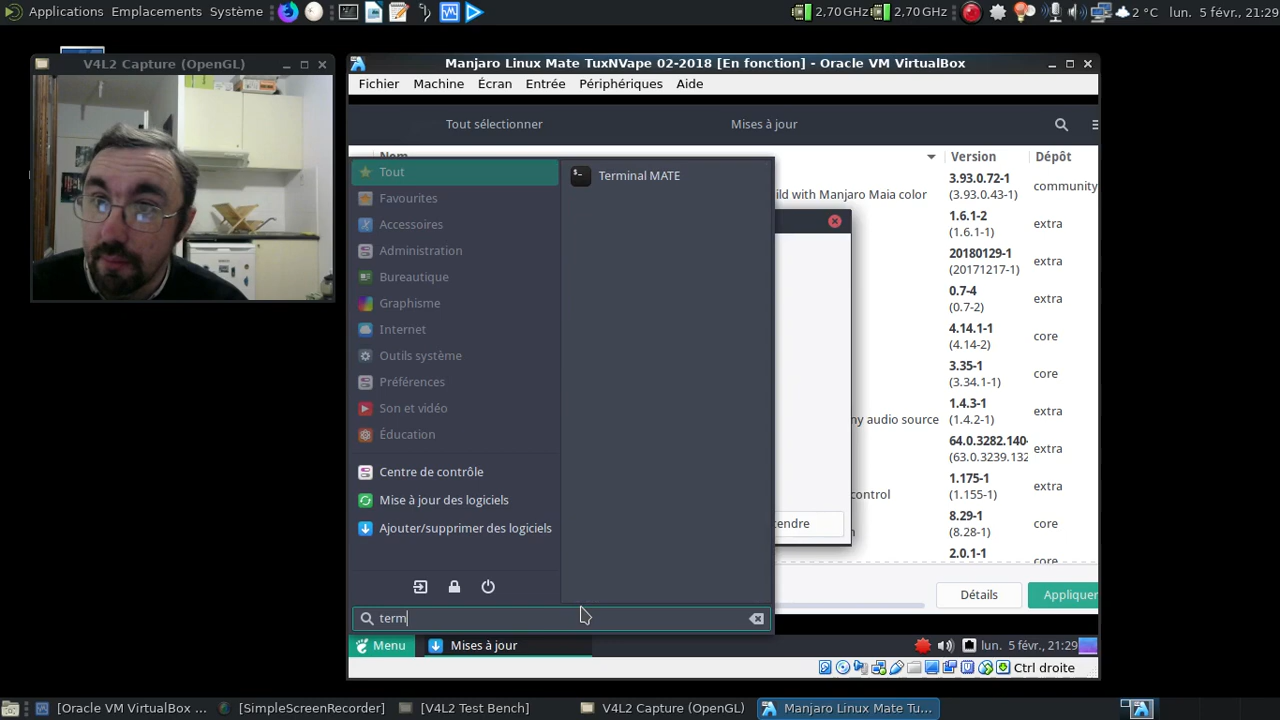 Applications Emplacements Système
2,70 GHz 2,70 GHz
2 °C lun. 5 févr., 21:29
V4L2 Capture (OpenGL)
Manjaro Linux Mate TuxNVape 02-2018 [En fonction] - Oracle VM VirtualBox
Fichier Machine Écran Entrée Périphériques Aide
Tout sélectionner Mises à jour
Nom Version Dépôt
Tout
Favourites
Accessoires
Administration
Bureautique
Graphisme
Internet
Outils système
Préférences
Son et vidéo
Éducation
Centre de contrôle
Mise à jour des logiciels
Ajouter/supprimer des logiciels
Terminal MATE
term
ild with Manjaro Maia color
3.93.0.72-1
(3.93.0.43-1)
community
1.6.1-2
(1.6.1-1)
extra
20180129-1
(20171217-1)
extra
0.7-4
(0.7-2)
extra
4.14.1-1
(4.14-2)
core
3.35-1
(3.34.1-1)
core
ny audio source
1.4.3-1
(1.4.2-1)
extra
64.0.3282.140-
(63.0.3239.132
extra
control
1.175-1
(1.155-1)
extra
8.29-1
(8.28-1)
core
2.0.1-1
core
tendre
Détails Appliquer
Menu Mises à jour lun. 5 févr., 21:29
Ctrl droite
[Oracle VM VirtualBox ... [SimpleScreenRecorder] [V4L2 Test Bench] V4L2 Capture (OpenGL) Manjaro Linux Mate Tu...